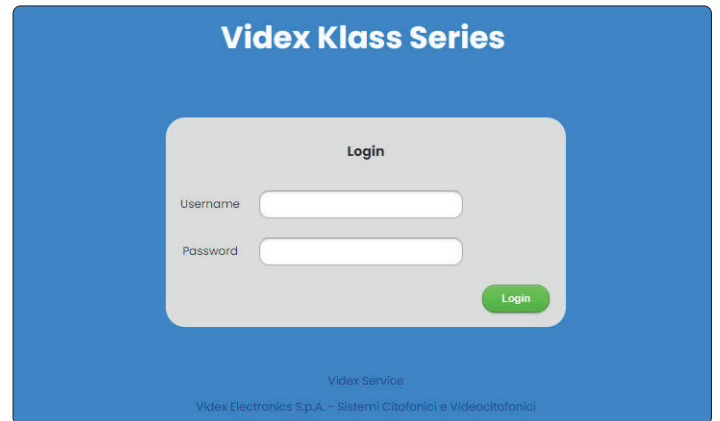 Videx Klass Series
Login
Username
Password
Login
Videx Service
Videx Electronics S.p.A. - Sistemi Citofonici e Videocitofonici